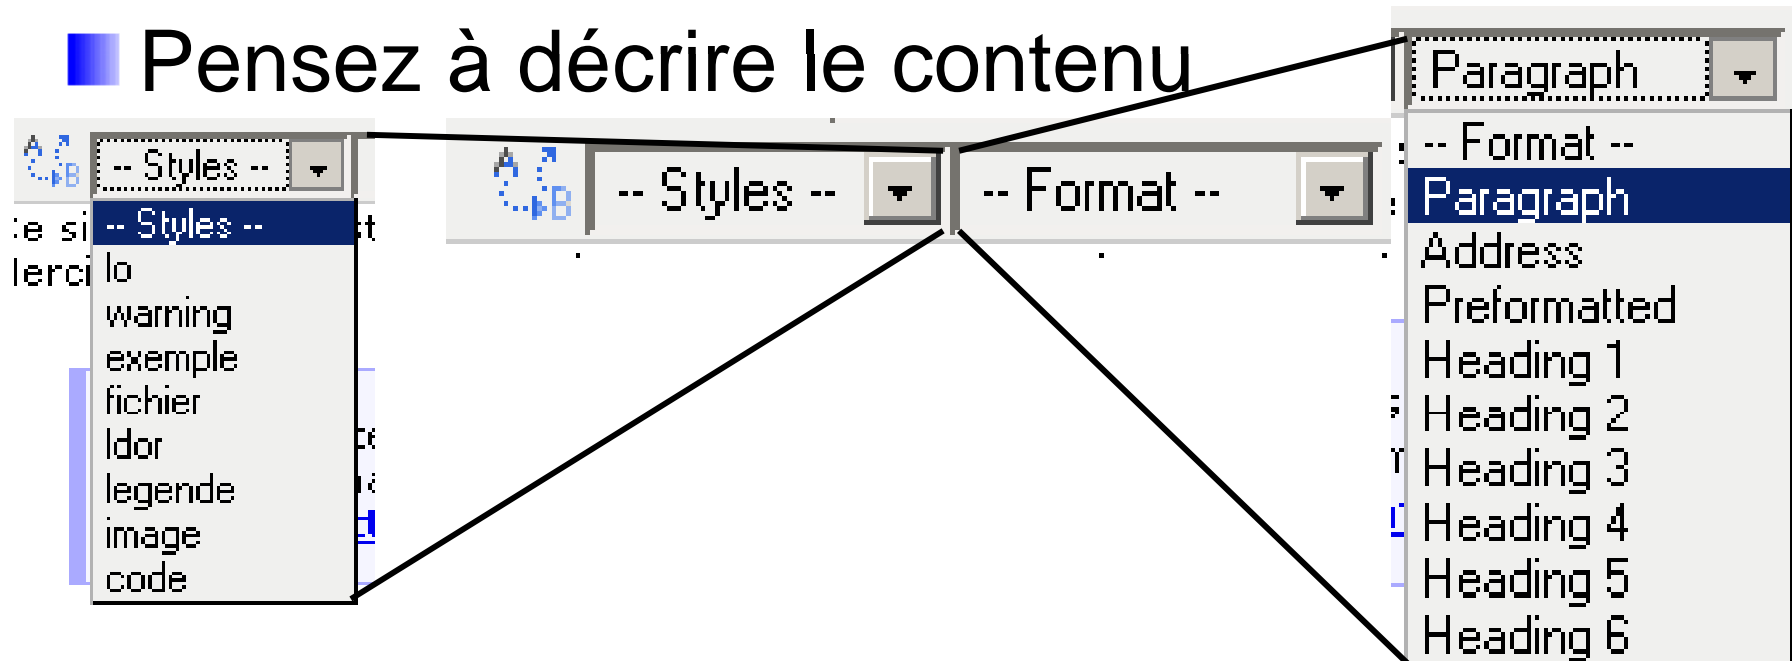 Pensez à décrire le contenu
-- Styles --
-- Styles --
lo
warning
exemple
fichier
ldor
legende
image
code
-- Styles --
-- Format --
Paragraph
-- Format --
Paragraph
Address
Preformatted
Heading 1
Heading 2
Heading 3
Heading 4
Heading 5
Heading 6